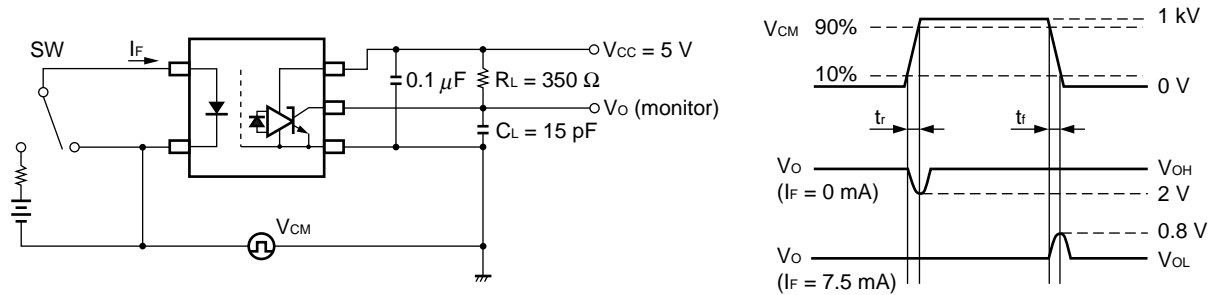 SW
IF
VCC = 5 V
0.1 μF
RL = 350 Ω
VO (monitor)
CL = 15 pF
VCM
VCM 90%
1 kV
10%
0 V
tr
tf
VO
(IF = 0 mA)
VOH
2 V
0.8 V
VO
(IF = 7.5 mA)
VOL